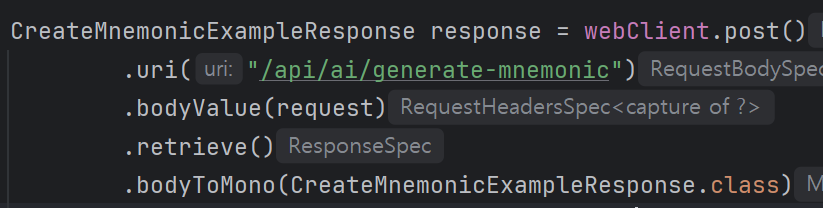 CreateMnemonicExampleResponse response = webClient.post()
.uri( uri: "/api/ai/generate-mnemonic") RequestBodySpec
.bodyValue(request) RequestHeadersSpec<capture of ?>
.retrieve() ResponseSpec
.bodyToMono(CreateMnemonicExampleResponse.class)